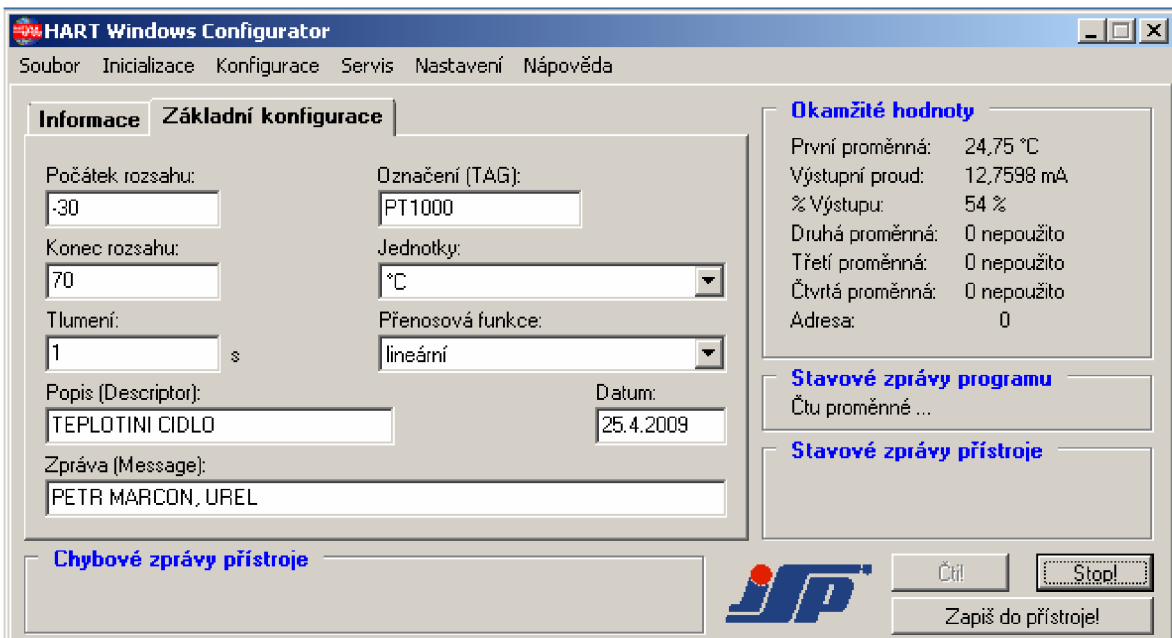 HART Windows Configurator
Soubor Inicializace Konfigurace Servis Nastavení Nápověda
Informace Základní konfigurace
Počátek rozsahu:
-30
Označení (TAG):
PT1000
Konec rozsahu:
70
Jednotky:
°C
Tlumení:
1 s
Přenosová funkce:
lineární
Popis (Descriptor):
TEPLOTINI CIDLO
Datum:
25.4.2009
Zpráva (Message):
PETR MARCON, UREL
Okamžité hodnoty
První proměnná: 24,75 °C
Výstupní proud: 12,7598 mA
% Výstupu: 54 %
Druhá proměnná: 0 nepoužito
Třetí proměnná: 0 nepoužito
Čtvrtá proměnná: 0 nepoužito
Adresa: 0
Stavové zprávy programu
Čtu proměnné ...
Stavové zprávy přístroje
Chybové zprávy přístroje
jsp
Čti!
Stop!
Zapiš do přístroje!